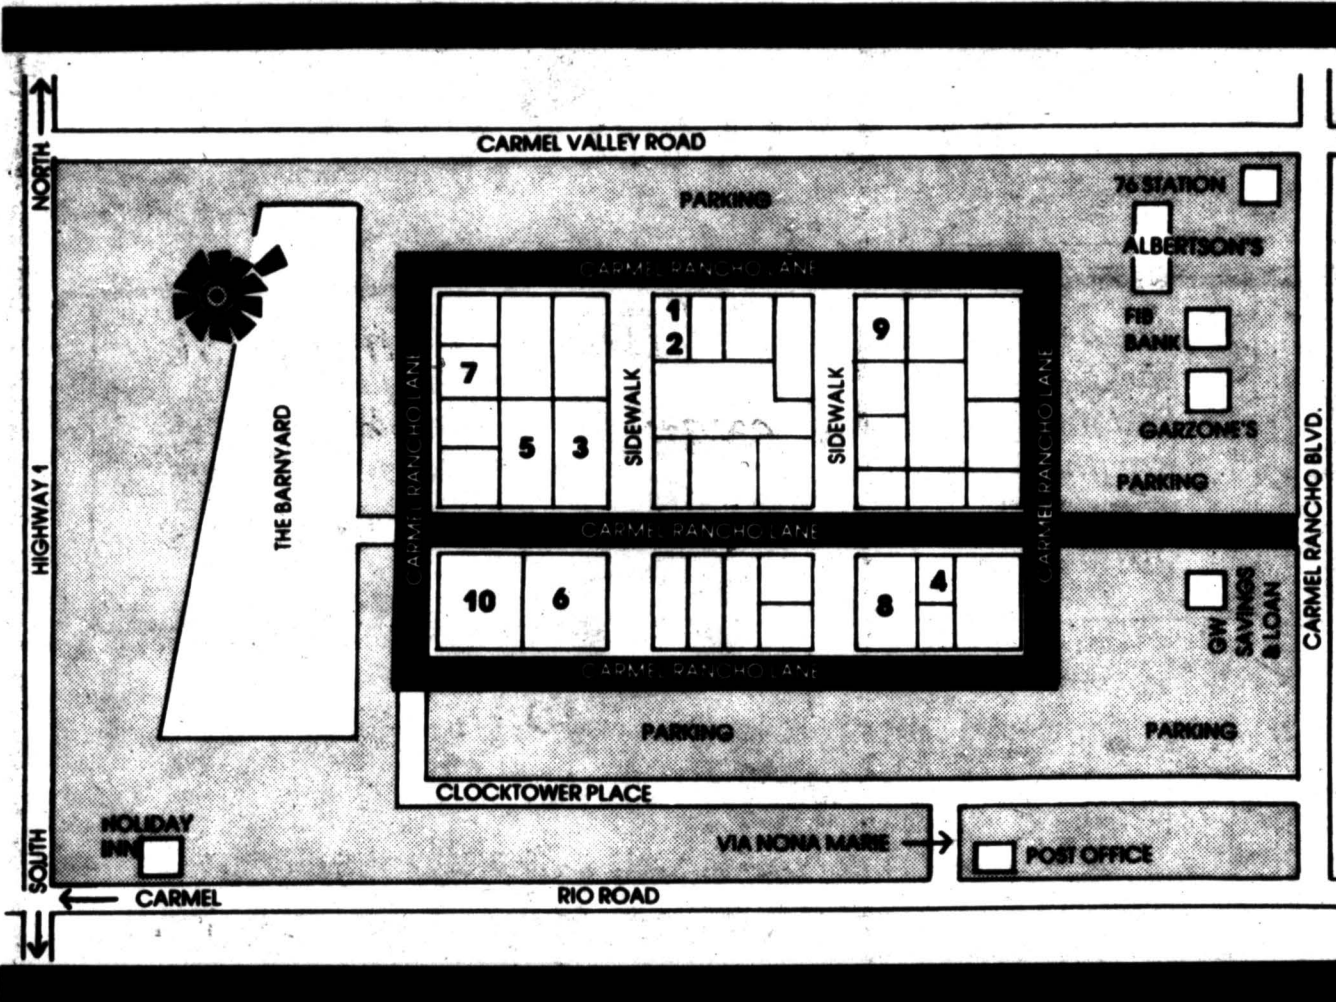 NORTH
CARMEL VALLEY ROAD
PARKING
76 STATION
ALBERTSON'S
CARMEL RANCHO LANE
FIB
BANK
GARZONE'S
PARKING
1
2
9
7
5
3
SIDEWALK
SIDEWALK
CARMEL RANCHO LANE
CARMEL RANCHO LANE
THE BARNYARD
HIGHWAY 1
CARMEL RANCHO BLVD.
CARMEL RANCHO LANE
10
6
8
4
GW
SAVINGS
& LOAN
CARMEL RANCHO LANE
PARKING
PARKING
CLOCKTOWER PLACE
HOLIDAY
INN
VIA NONA MARIE
POST OFFICE
SOUTH
CARMEL
RIO ROAD